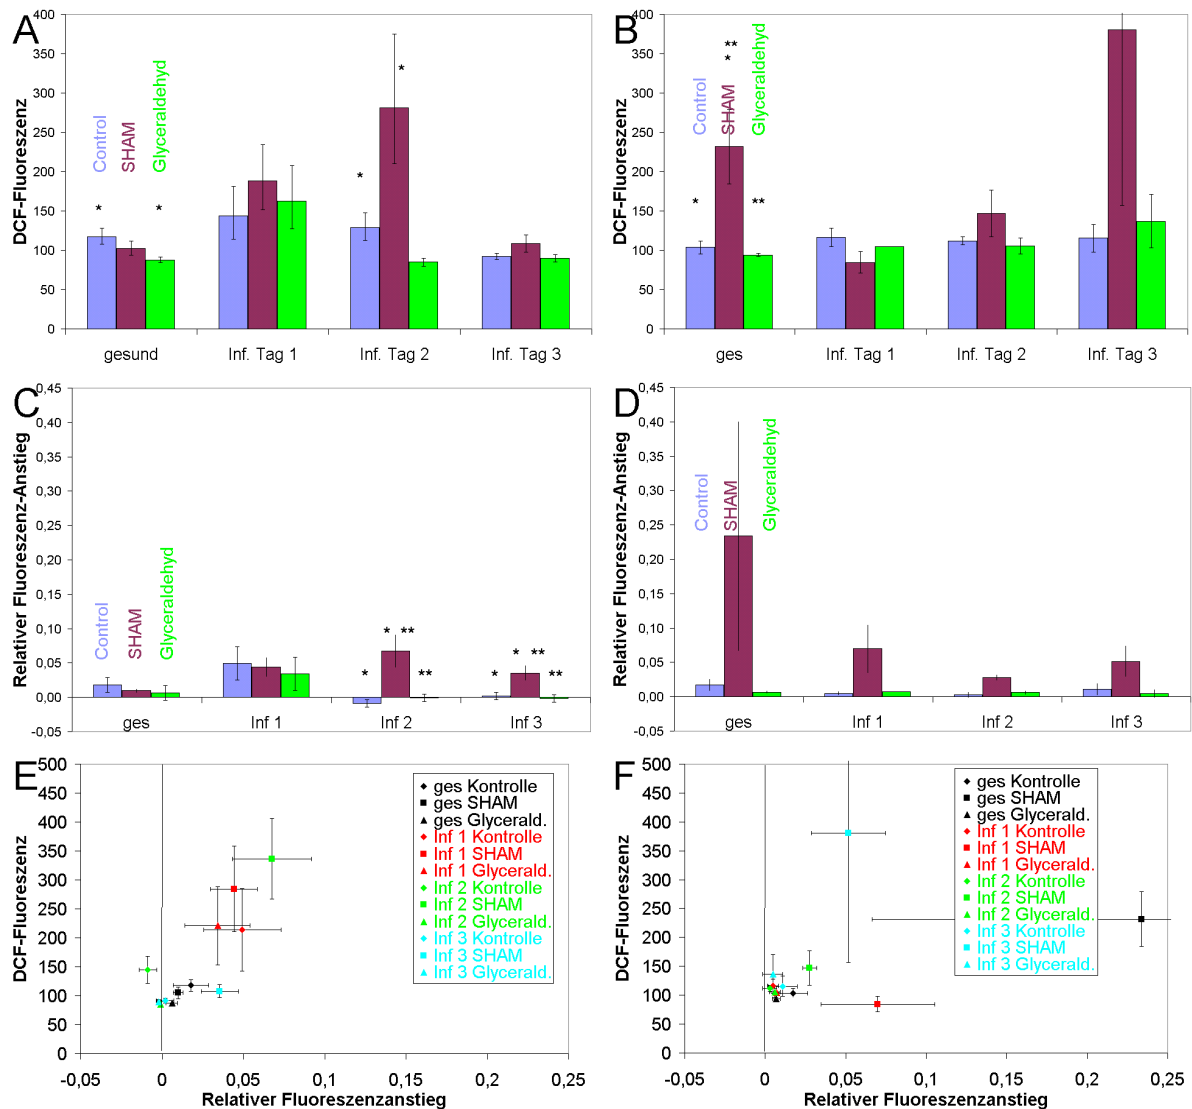 A
DCF-Fluoreszenz
400
350
300
250
200
150
100
50
0
Control
SHAM
Glyceraldehyd
*
*
*
*
gesund
Inf. Tag 1
Inf. Tag 2
Inf. Tag 3
B
DCF-Fluoreszenz
400
350
300
250
200
150
100
50
0
Control
SHAM
Glyceraldehyd
*
**
*
**
ges
Inf. Tag 1
Inf. Tag 2
Inf. Tag 3
C
Relativer Fluoreszenz-Anstieg
0,45
0,40
0,35
0,30
0,25
0,20
0,15
0,10
0,05
0,00
-0,05
Control
SHAM
Glyceraldehyd
* **
* **
* **
* **
ges
Inf 1
Inf 2
Inf 3
D
Relativer Fluoreszenz-Anstieg
0,45
0,40
0,35
0,30
0,25
0,20
0,15
0,10
0,05
0,00
-0,05
Control
SHAM
Glyceraldehyd
ges
Inf 1
Inf 2
Inf 3
E
DCF-Fluoreszenz
500
450
400
350
300
250
200
150
100
50
0
ges Kontrolle
ges SHAM
ges Glycerald.
Inf 1 Kontrolle
Inf 1 SHAM
Inf 1 Glycerald.
Inf 2 Kontrolle
Inf 2 SHAM
Inf 2 Glycerald.
Inf 3 Kontrolle
Inf 3 SHAM
Inf 3 Glycerald.
-0,05 0 0,05 0,1 0,15 0,2 0,25
Relativer Fluoreszenzanstieg
F
DCF-Fluoreszenz
500
450
400
350
300
250
200
150
100
50
0
ges Kontrolle
ges SHAM
ges Glycerald.
Inf 1 Kontrolle
Inf 1 SHAM
Inf 1 Glycerald.
Inf 2 Kontrolle
Inf 2 SHAM
Inf 2 Glycerald.
Inf 3 Kontrolle
Inf 3 SHAM
Inf 3 Glycerald.
-0,05 0 0,05 0,1 0,15 0,2 0,25
Relativer Fluoreszenzanstieg